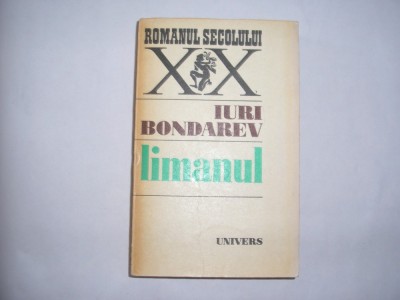 ROMANUL SECOLULUI
XX
IURI
BONDAREV
limanul
UNIVERS